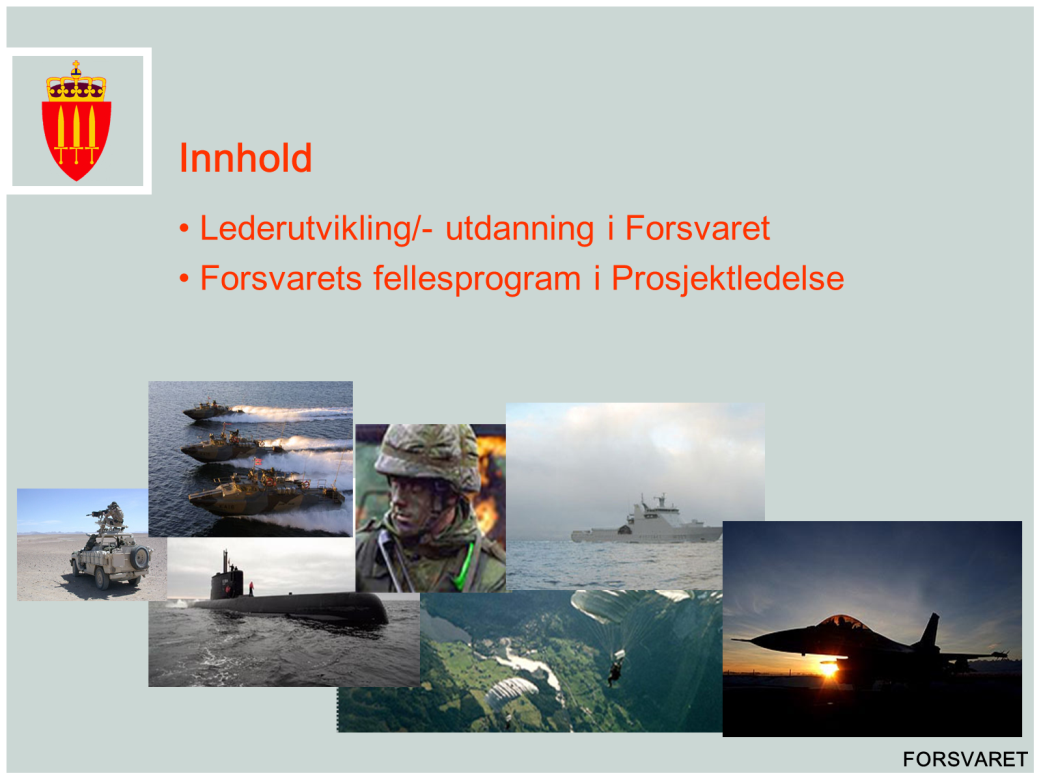 Innhold
• Lederutvikling/- utdanning i Forsvaret
• Forsvarets fellesprogram i Prosjektledelse
FORSVARET